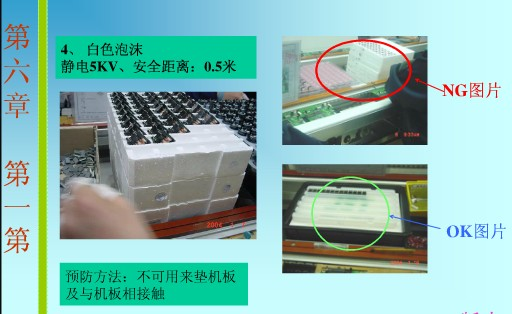 第
六
章
第
一
第
4、 白色泡沫
静电5KV、安全距离：0.5米
NG图片
OK图片
预防方法：不可用来垫机板
及与机板相接触